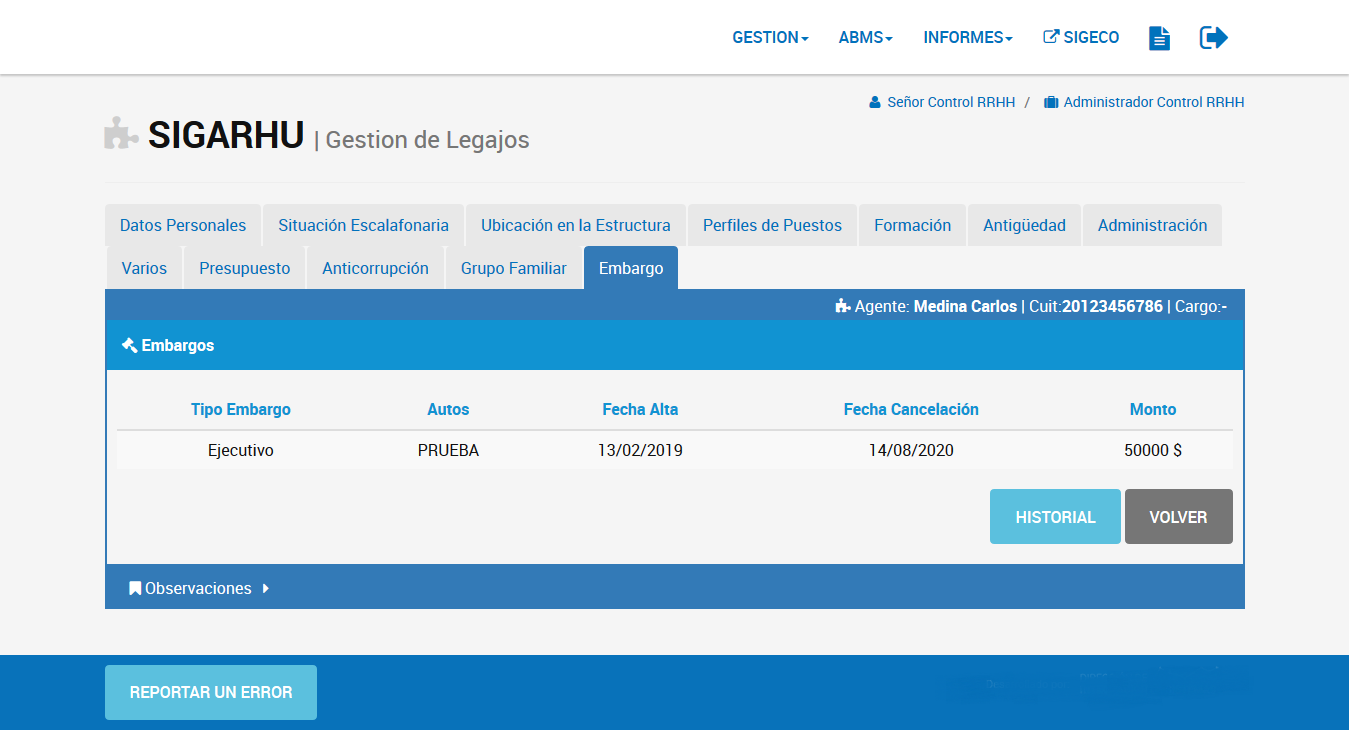 GESTION ABMS INFORMES SIGECO
Señor Control RRHH / Administrador Control RRHH
SIGARHU | Gestion de Legajos
Datos Personales Situación Escalafonaria Ubicación en la Estructura Perfiles de Puestos Formación Antigüedad Administración
Varios Presupuesto Anticorrupción Grupo Familiar Embargo
Agente: Medina Carlos | Cuit:20123456786 | Cargo:-
Embargos
Tipo Embargo Autos Fecha Alta Fecha Cancelación Monto
Ejecutivo PRUEBA 13/02/2019 14/08/2020 50000 $
HISTORIAL VOLVER
Observaciones
REPORTAR UN ERROR